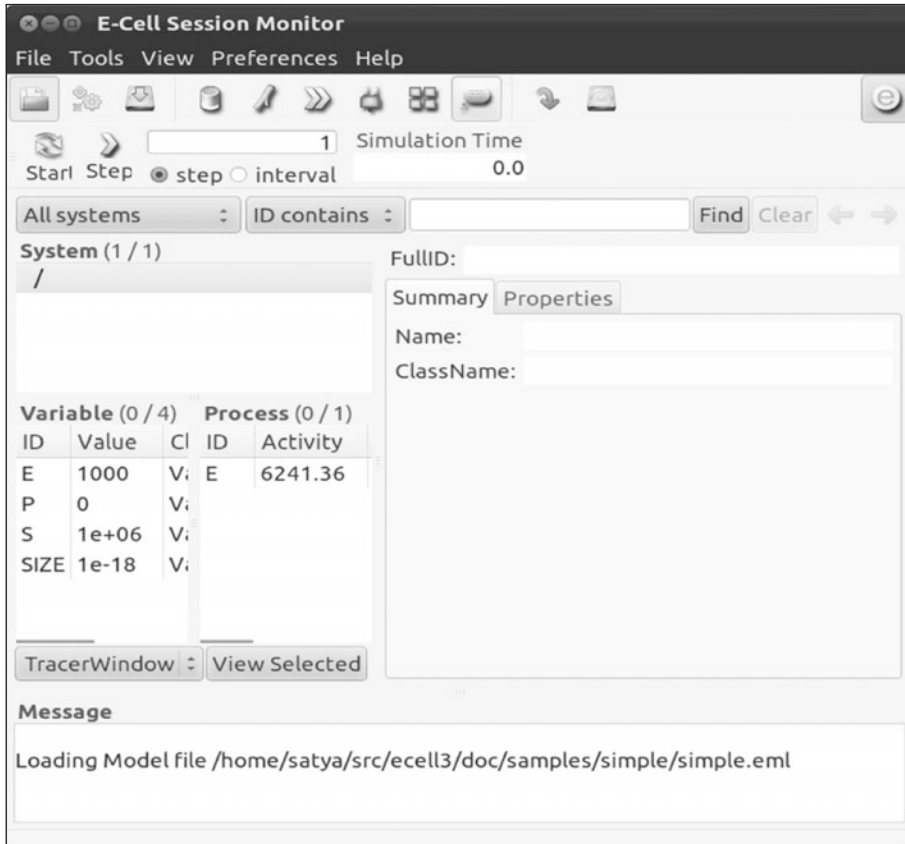 E-Cell Session Monitor
File Tools View Preferences Help
e
1 Simulation Time
Start Step step interval 0.0
All systems ID contains Find Clear
System (1 / 1)
/
FullID:
Summary Properties
Name:
ClassName:
Variable (0 / 4) Process (0 / 1)
ID Value Cl ID Activity
E 1000 Va E 6241.36
P 0 Va
S 1e+06 Va
SIZE 1e-18 Va
TracerWindow View Selected
Message
Loading Model file /home/satya/src/ecell3/doc/samples/simple/simple.eml